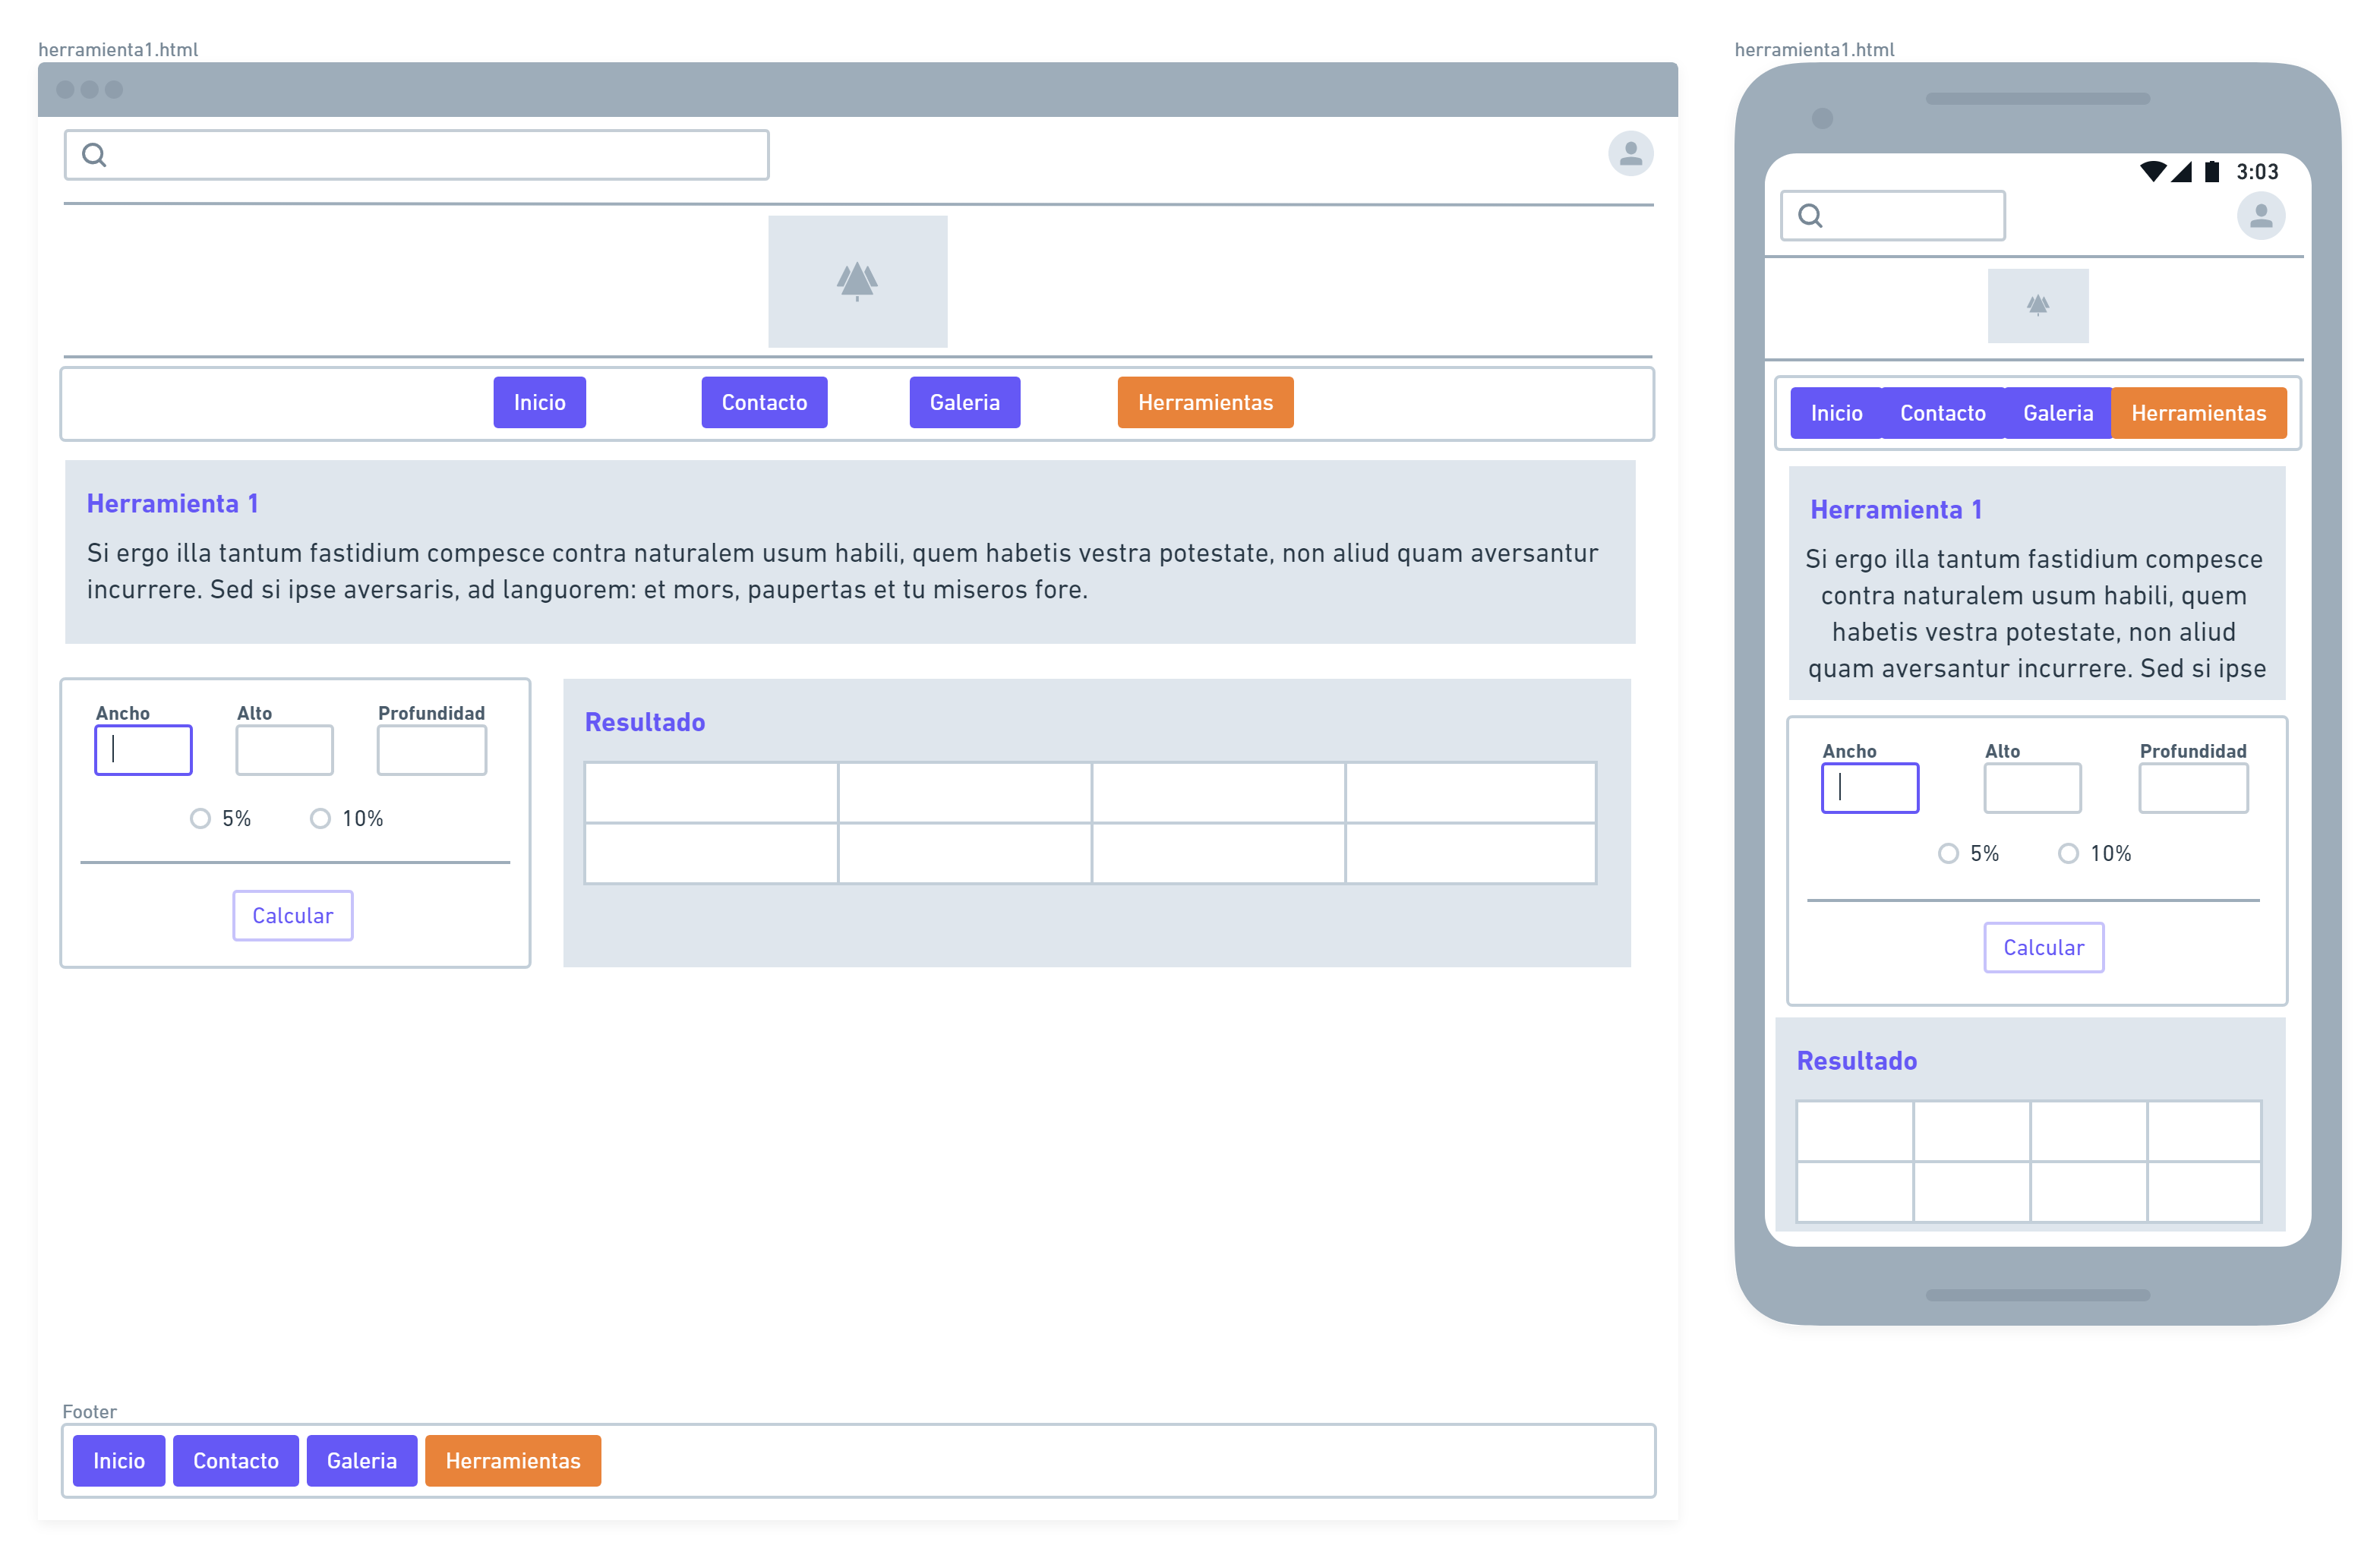 herramienta1.html
Inicio
Contacto
Galeria
Herramientas
Herramienta 1
Si ergo illa tantum fastidium compesce contra naturalem usum habili, quem habetis vestra potestate, non aliud quam aversantur
incurrere. Sed si ipse aversaris, ad languorem: et mors, paupertas et tu miseros fore.
Ancho
Alto
Profundidad
5%
10%
Calcular
Resultado
Footer
Inicio
Contacto
Galeria
Herramientas
herramienta1.html
3:03
Inicio
Contacto
Galeria
Herramientas
Herramienta 1
Si ergo illa tantum fastidium compesce
contra naturalem usum habili, quem
habetis vestra potestate, non aliud
quam aversantur incurrere. Sed si ipse
Ancho
Alto
Profundidad
5%
10%
Calcular
Resultado